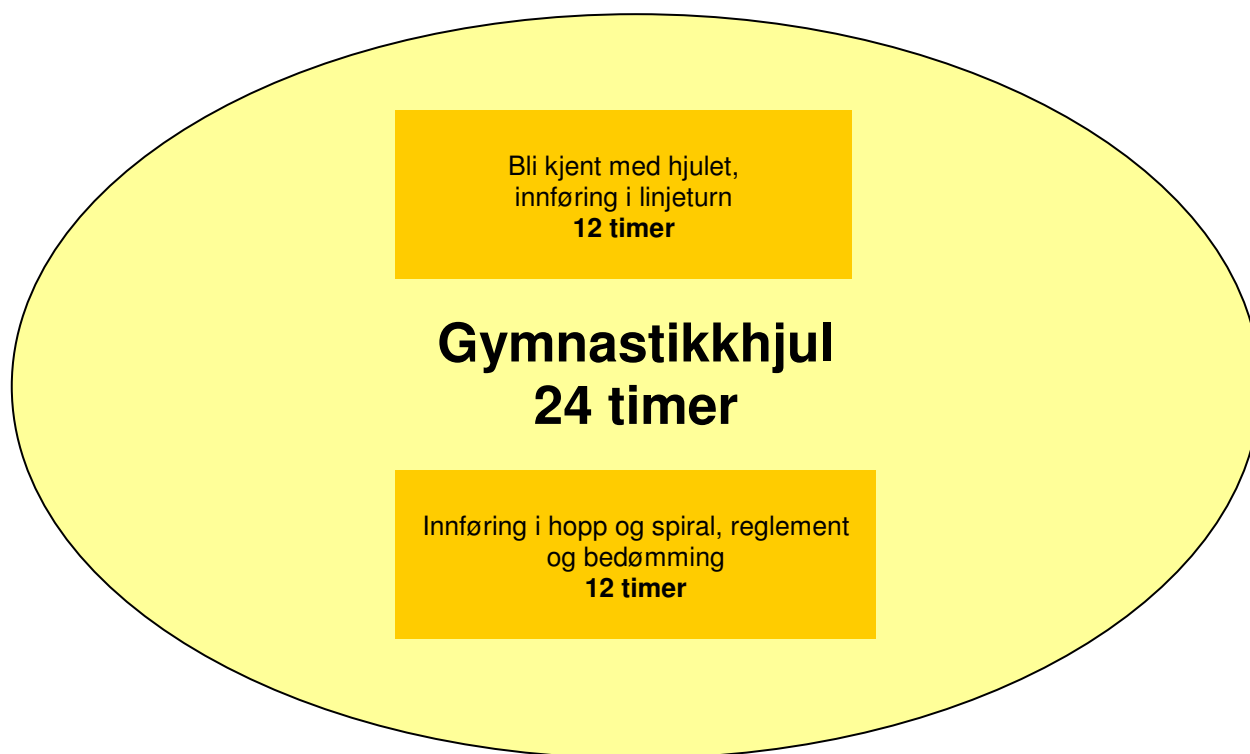 Bli kjent med hjulet,
innføring i linjeturn
12 timer
Gymnastikkhjul
24 timer
Innføring i hopp og spiral, reglement
og bedømming
12 timer